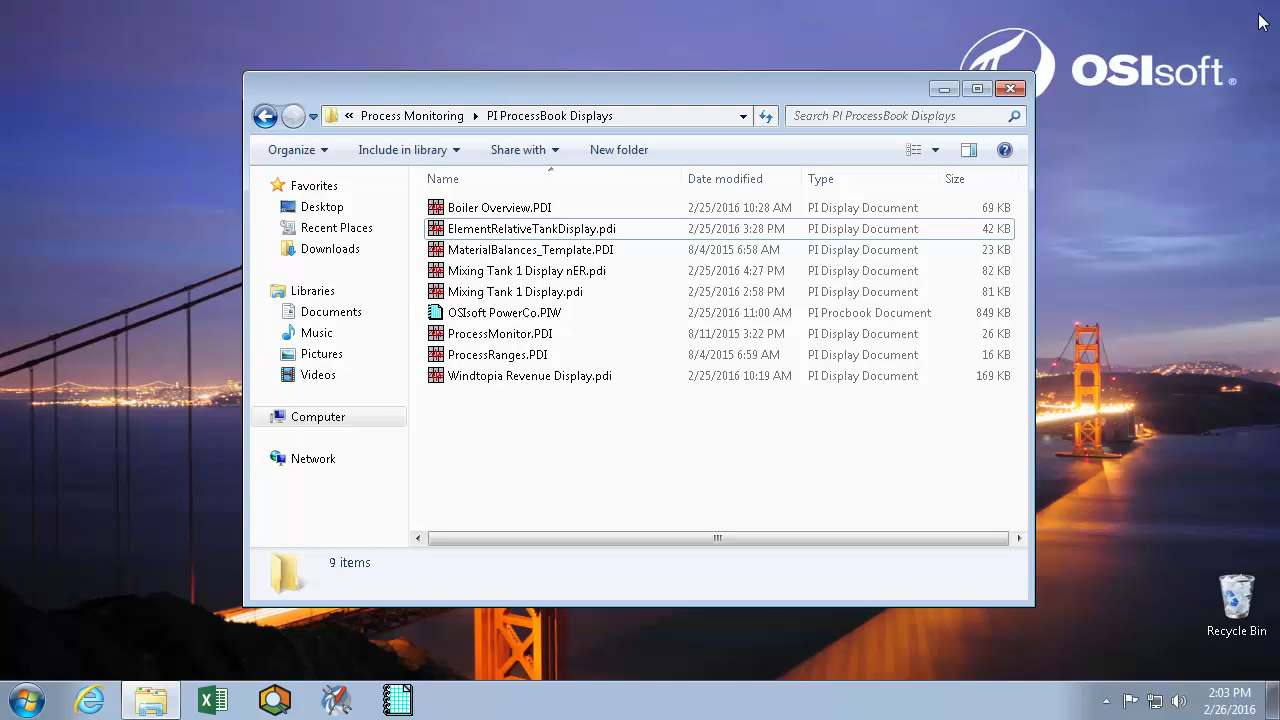 OSIsoft®
« Process Monitoring ▸ PI ProcessBook Displays
Search PI ProcessBook Displays
Organize Include in library Share with New folder
Name Date modified Type Size
Favorites
Desktop
Recent Places
Downloads
Libraries
Documents
Music
Pictures
Videos
Computer
Network
Boiler Overview.PDI 2/25/2016 10:28 AM PI Display Document 69 KB
ElementRelativeTankDisplay.pdi 2/25/2016 3:28 PM PI Display Document 42 KB
MaterialBalances_Template.PDI 8/4/2015 6:58 AM PI Display Document 23 KB
Mixing Tank 1 Display nER.pdi 2/25/2016 4:27 PM PI Display Document 82 KB
Mixing Tank 1 Display.pdi 2/25/2016 2:58 PM PI Display Document 81 KB
OSIsoft PowerCo.PIW 2/25/2016 11:00 AM PI Procbook Document 849 KB
ProcessMonitor.PDI 8/11/2015 3:22 PM PI Display Document 36 KB
ProcessRanges.PDI 8/4/2015 6:59 AM PI Display Document 16 KB
Windtopia Revenue Display.pdi 2/25/2016 10:19 AM PI Display Document 169 KB
9 items
Recycle Bin
2:03 PM
2/26/2016